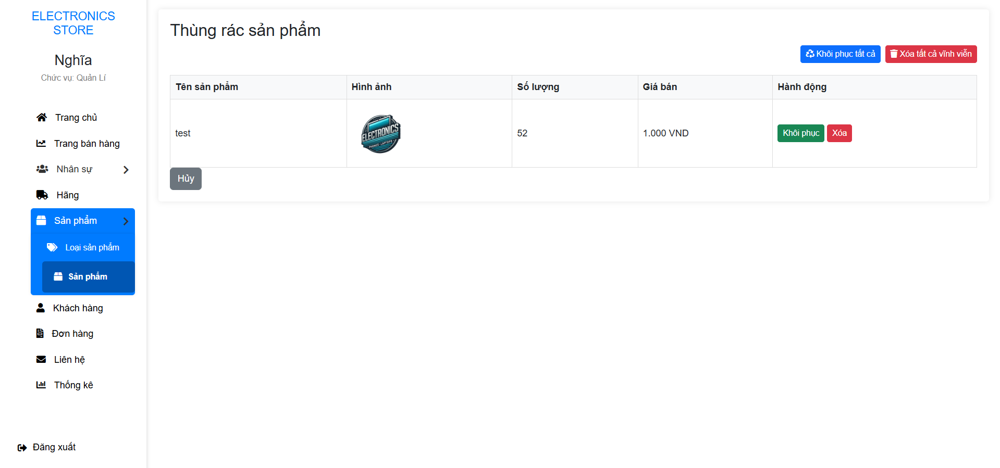 ELECTRONICS
STORE
Nghĩa
Chức vụ: Quản Lí
Trang chủ
Trang bán hàng
Nhân sự
Hãng
Sản phẩm
Loại sản phẩm
Sản phẩm
Khách hàng
Đơn hàng
Liên hệ
Thống kê
Đăng xuất
Thùng rác sản phẩm
Khôi phục tất cả Xóa tất cả vĩnh viễn
Tên sản phẩm Hình ảnh Số lượng Giá bán Hành động
test ELECTRONICS 52 1.000 VND Khôi phục Xóa
PHONES - LAPTOPS
Hủy